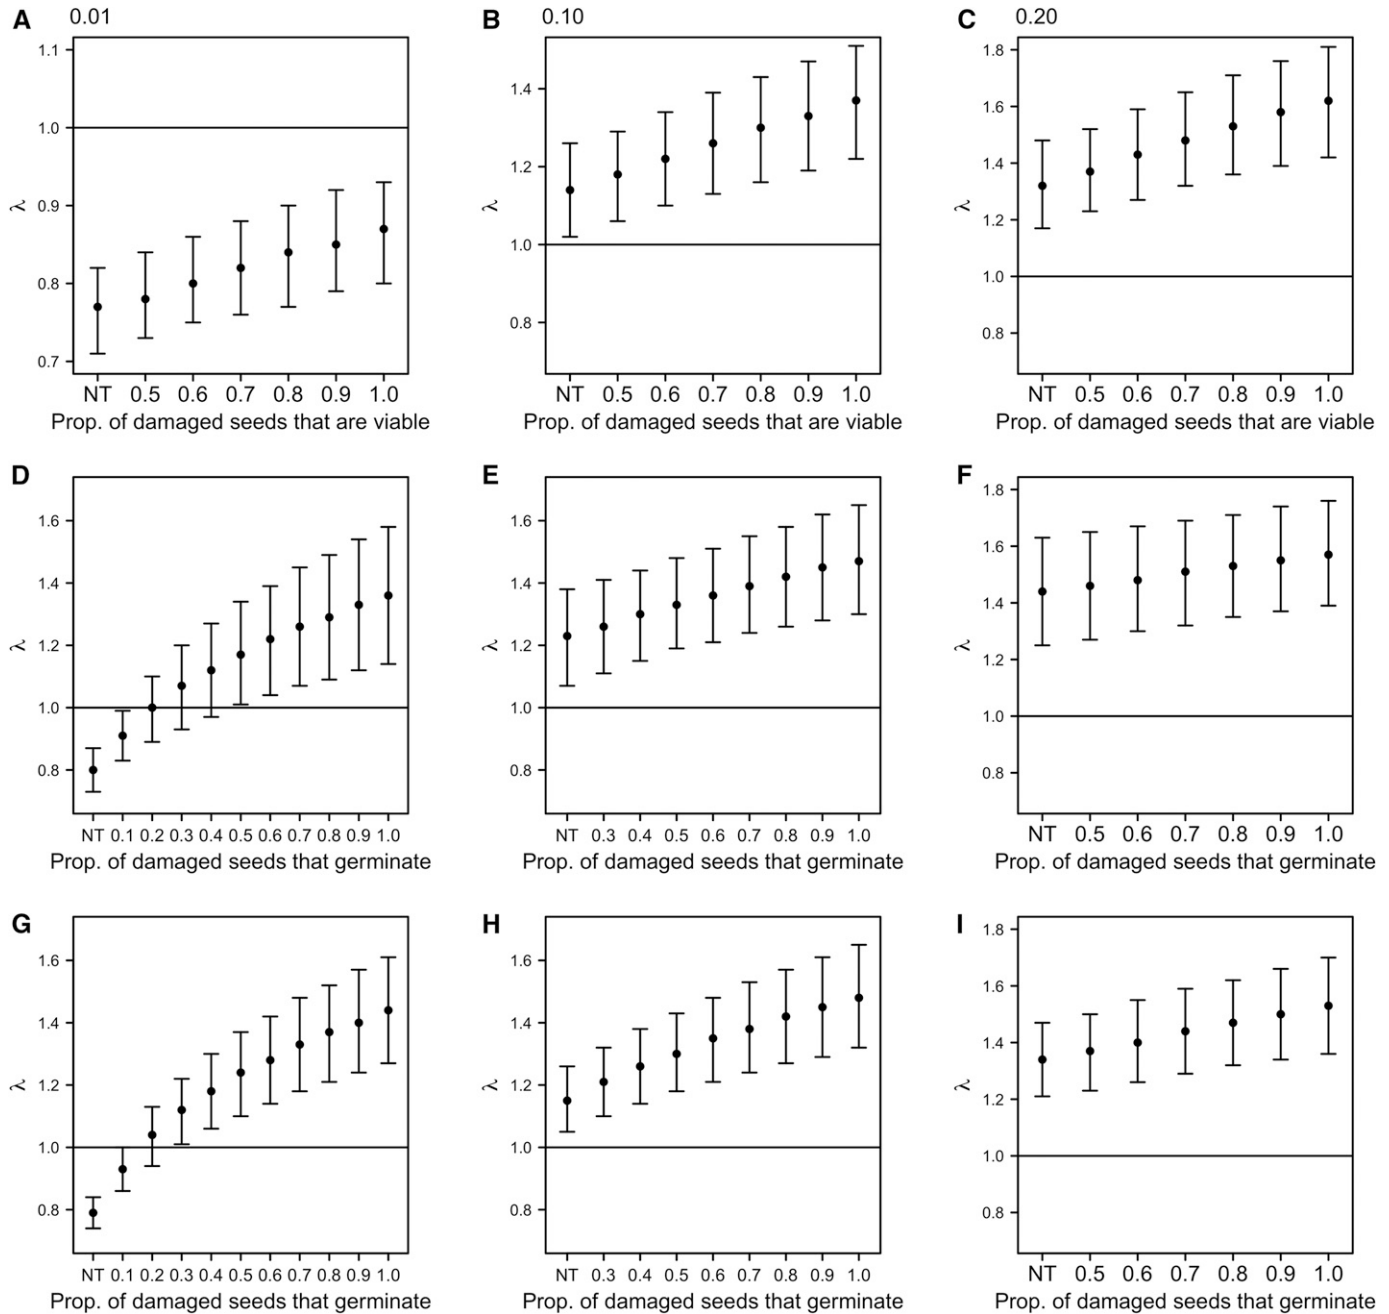 A 0.01
1.1
1.0
0.9
0.8
0.7
λ
NT 0.5 0.6 0.7 0.8 0.9 1.0
Prop. of damaged seeds that are viable
B 0.10
1.4
1.2
1.0
0.8
λ
NT 0.5 0.6 0.7 0.8 0.9 1.0
Prop. of damaged seeds that are viable
C 0.20
1.8
1.6
1.4
1.2
1.0
0.8
λ
NT 0.5 0.6 0.7 0.8 0.9 1.0
Prop. of damaged seeds that are viable
D
1.6
1.4
1.2
1.0
0.8
λ
NT 0.1 0.2 0.3 0.4 0.5 0.6 0.7 0.8 0.9 1.0
Prop. of damaged seeds that germinate
E
1.6
1.4
1.2
1.0
0.8
λ
NT 0.3 0.4 0.5 0.6 0.7 0.8 0.9 1.0
Prop. of damaged seeds that germinate
F
1.8
1.6
1.4
1.2
1.0
0.8
λ
NT 0.5 0.6 0.7 0.8 0.9 1.0
Prop. of damaged seeds that germinate
G
1.6
1.4
1.2
1.0
0.8
λ
NT 0.1 0.2 0.3 0.4 0.5 0.6 0.7 0.8 0.9 1.0
Prop. of damaged seeds that germinate
H
1.6
1.4
1.2
1.0
0.8
λ
NT 0.3 0.4 0.5 0.6 0.7 0.8 0.9 1.0
Prop. of damaged seeds that germinate
I
1.8
1.6
1.4
1.2
1.0
0.8
λ
NT 0.5 0.6 0.7 0.8 0.9 1.0
Prop. of damaged seeds that germinate